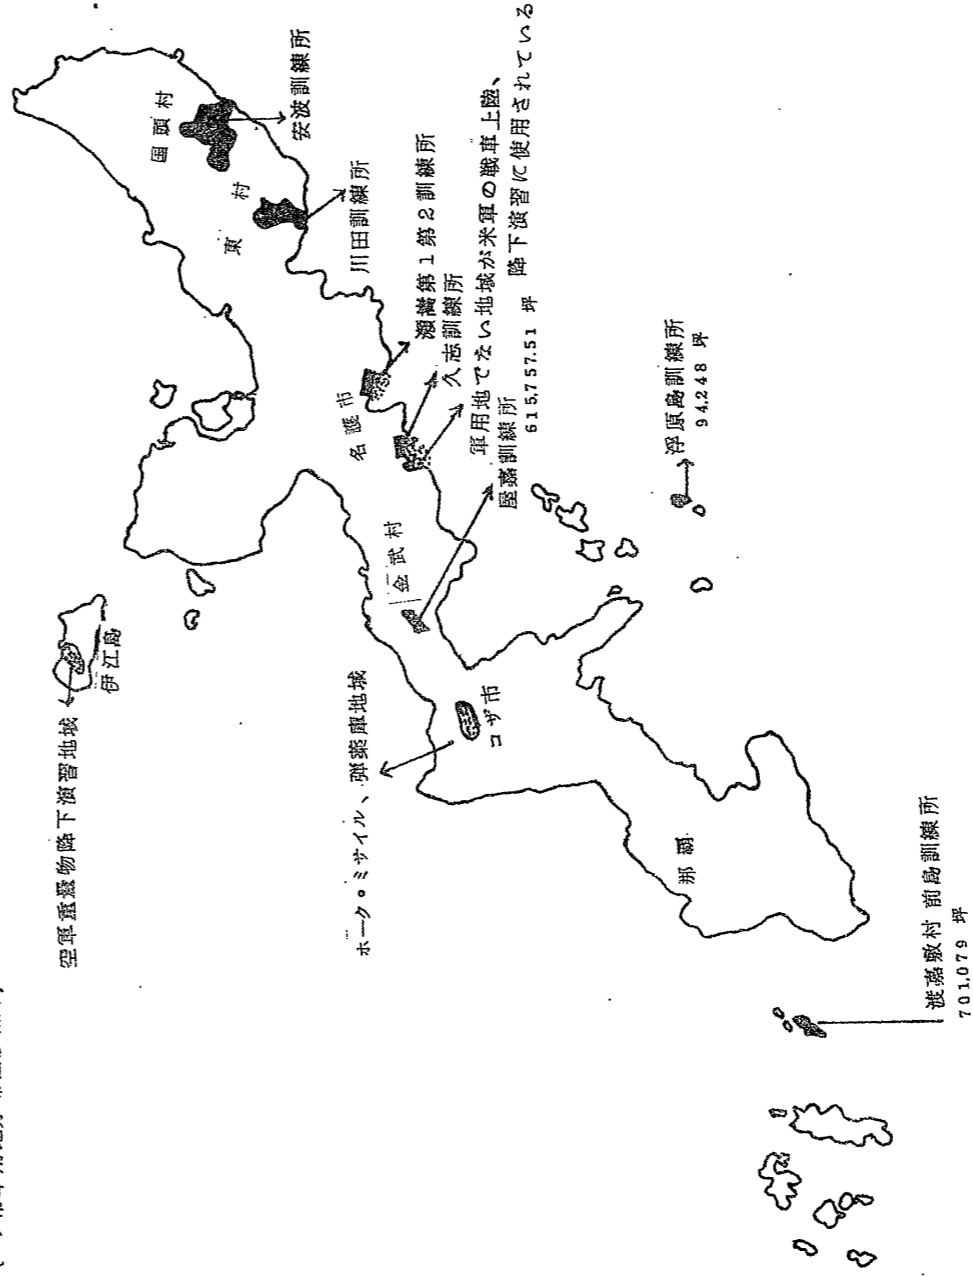 国頭村
安波訓練所
東村
川田訓練所
瀬嵩第1第2訓練所
久志訓練所
軍用地でない地域が米軍の戦車上陸、
降下演習に使用されている
615,757.51 坪
屋嘉訓練所
名護市
金武村
浮原島訓練所
94,248 坪
伊江島
空軍重量物降下演習地域
コザ市
ホーク・ミサイル、弾薬庫地域
那覇
渡嘉敷村 前島訓練所
701,079 坪